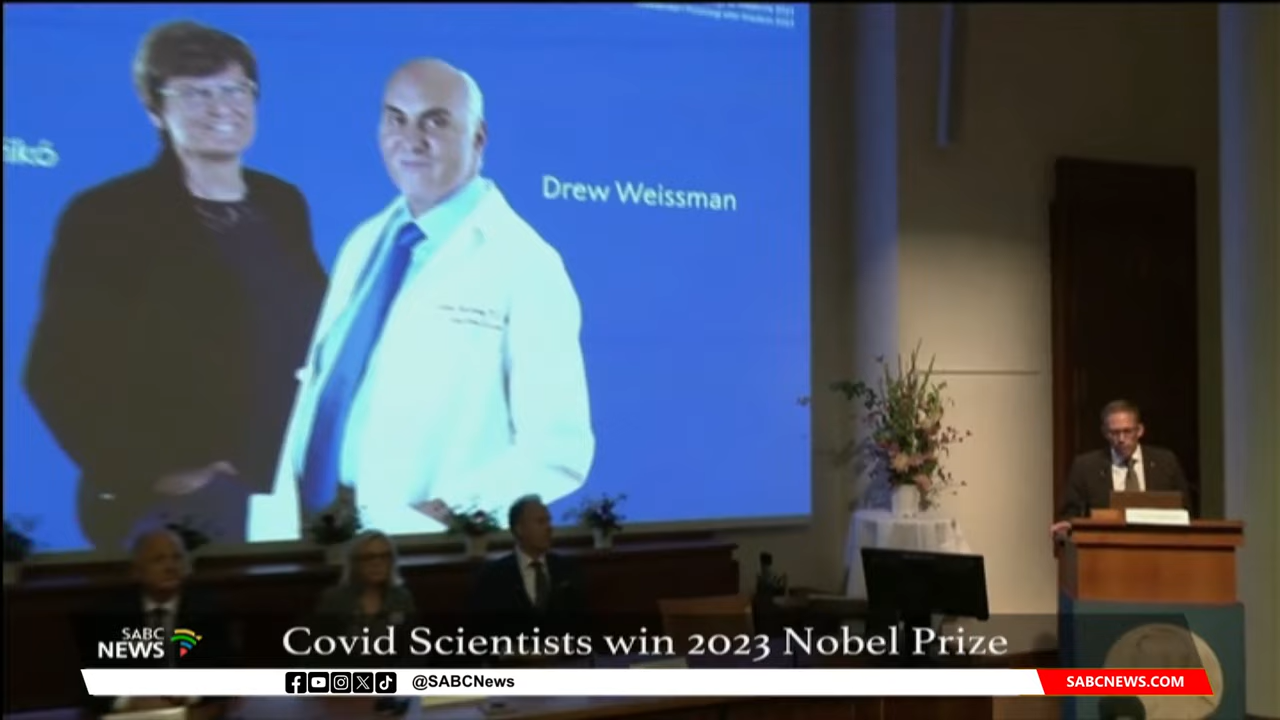 Drew Weissman
SABC
NEWS
Covid Scientists win 2023 Nobel Prize
@SABCNews
SABCNEWS.COM